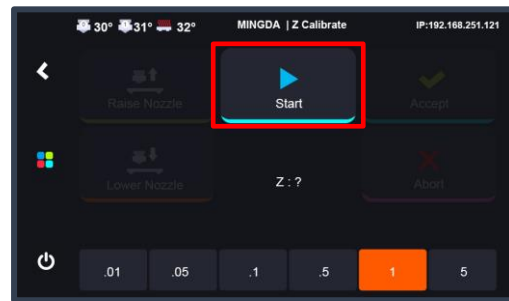 30° 31° 32° MINGDA | Z Calibrate IP:192.168.251.121
Raise Nozzle Start Accept
Lower Nozzle Z : ? Abort
.01 .05 .1 .5 1 5